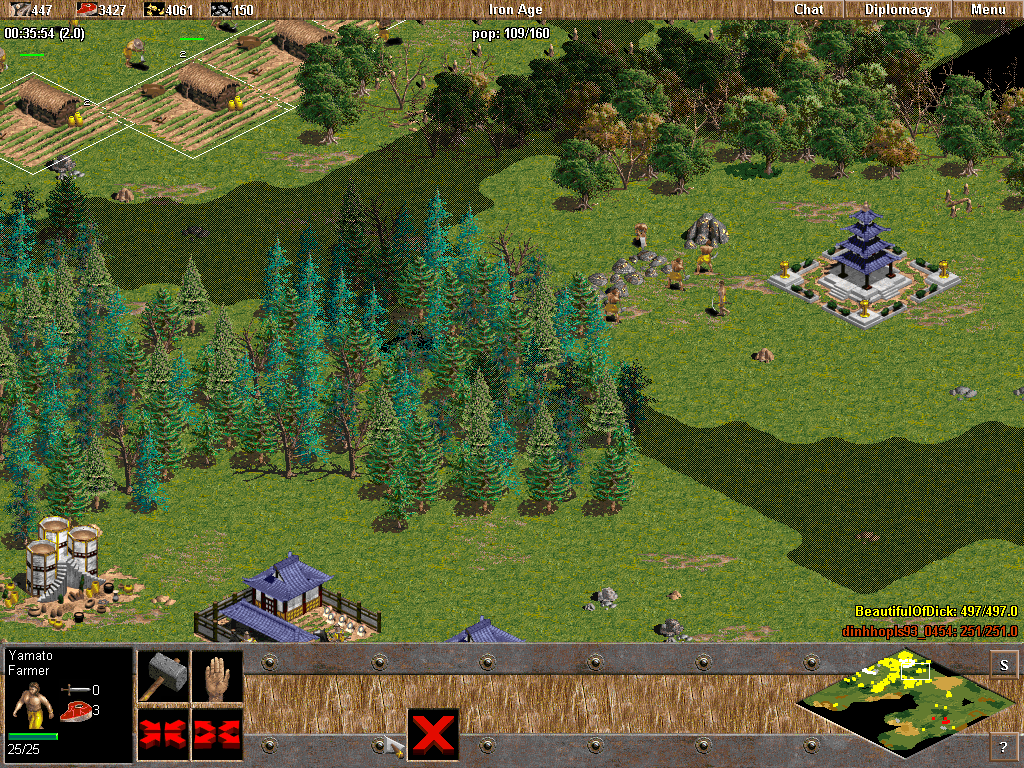 447 3427 4061 150 Iron Age Chat Diplomacy Menu
00:35:54 (2.0) pop: 109/160
BeautifulOfDick: 497/497.0
dinhhopls93_0454: 251/251.0
Yamato
Farmer
0
3
25/25
S
?